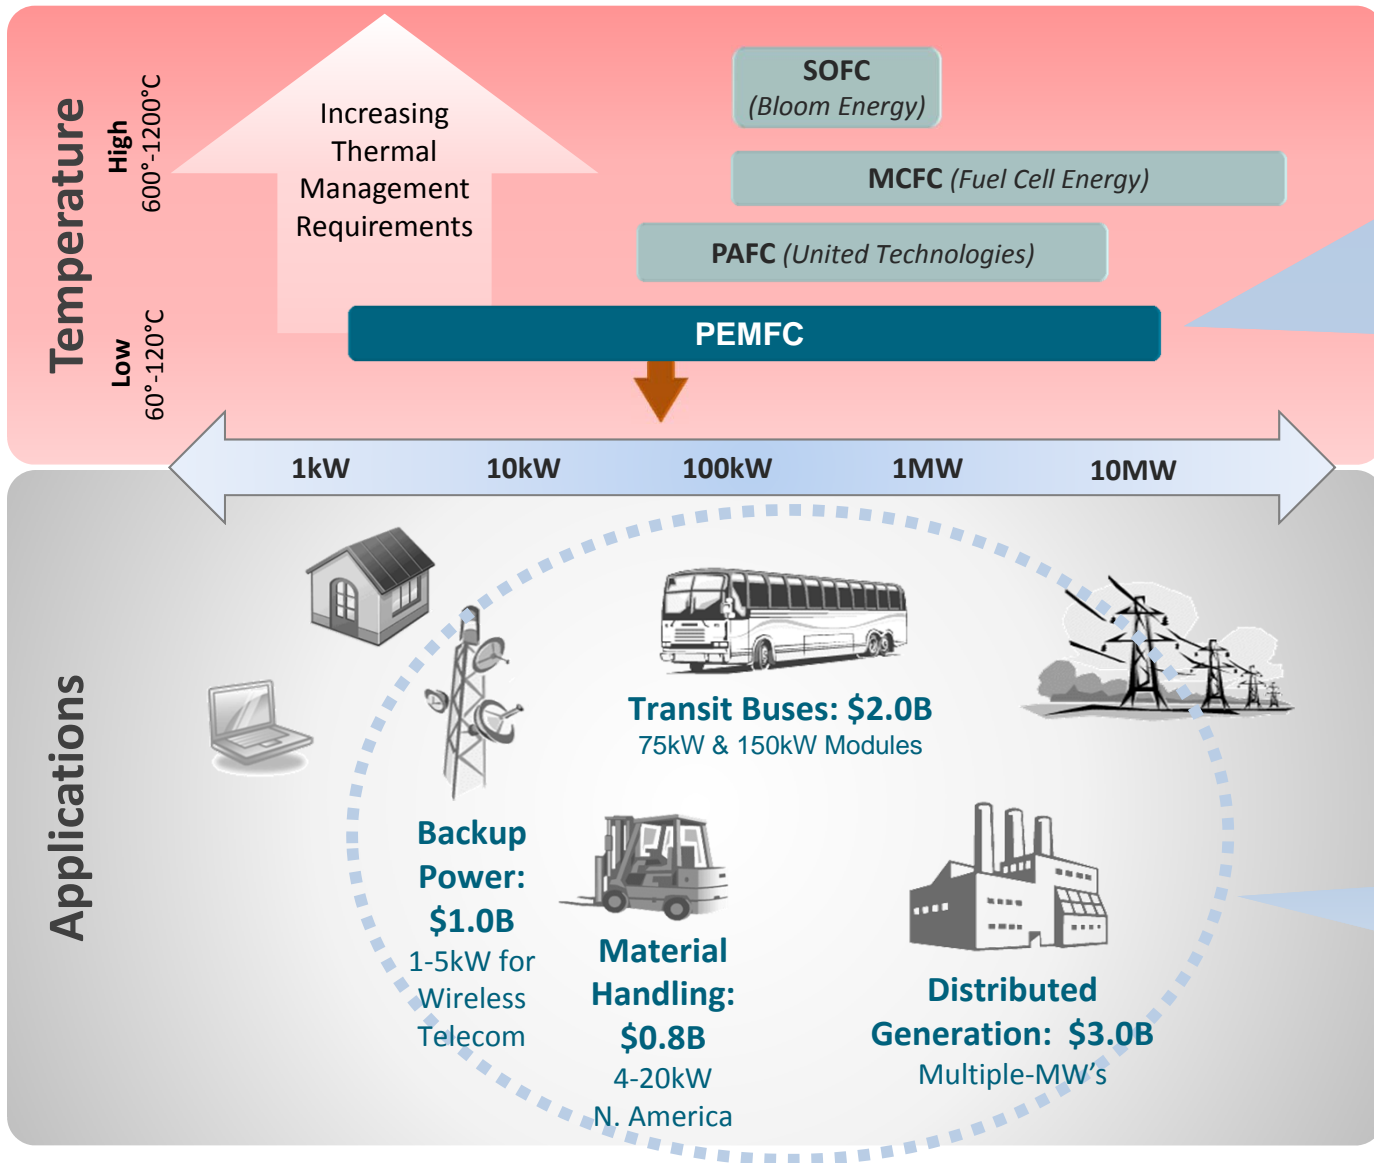 Temperature
High
600°-1200°C
Low
60°-120°C
Increasing
Thermal
Management
Requirements
SOFC
(Bloom Energy)
MCFC (Fuel Cell Energy)
PAFC (United Technologies)
PEMFC
1kW 10kW 100kW 1MW 10MW
Applications
Transit Buses: $2.0B
75kW & 150kW Modules
Backup
Power:
$1.0B
1-5kW for
Wireless
Telecom
Material
Handling:
$0.8B
4-20kW
N. America
Distributed
Generation: $3.0B
Multiple-MW's